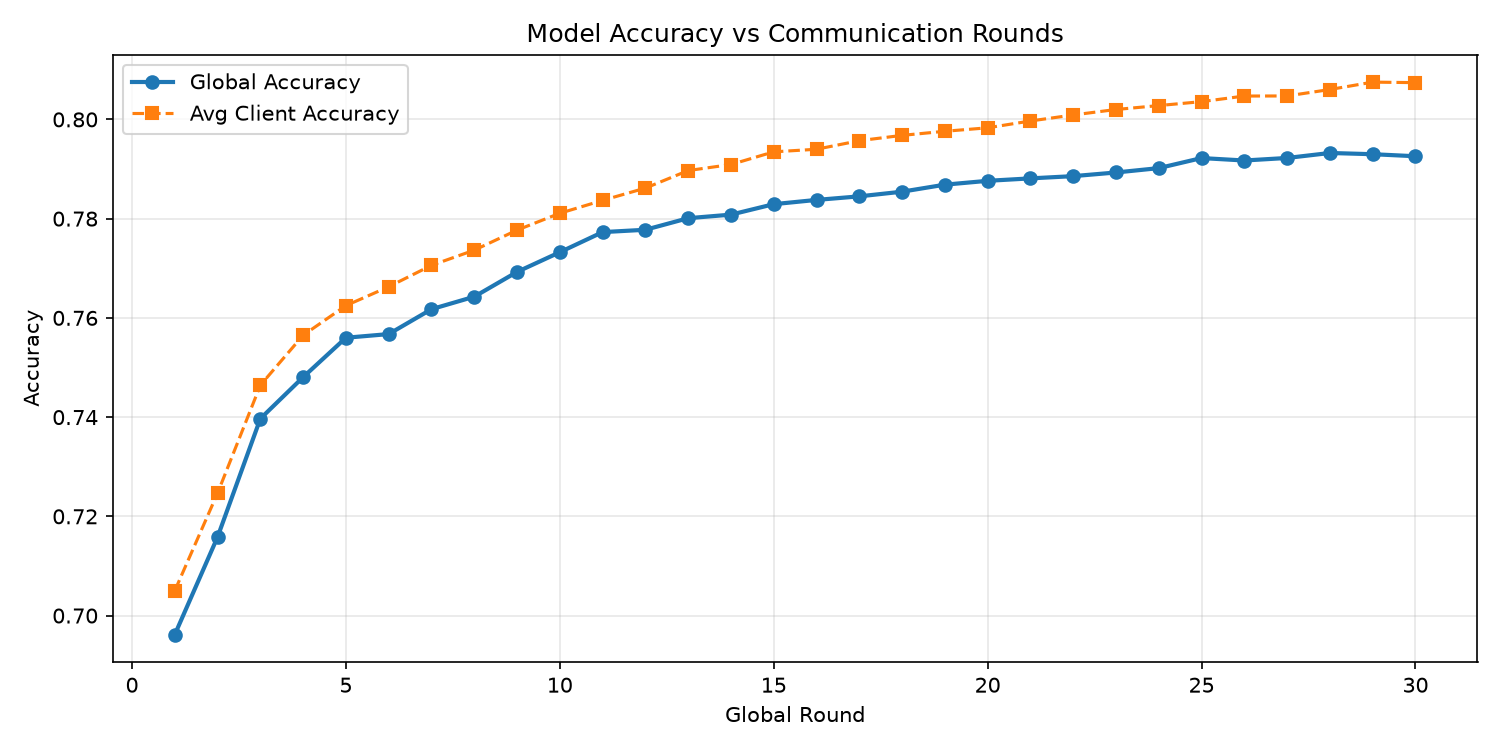 Model Accuracy vs Communication Rounds
Global Accuracy
Avg Client Accuracy
Accuracy
0.80
0.78
0.76
0.74
0.72
0.70
0 5 10 15 20 25 30
Global Round